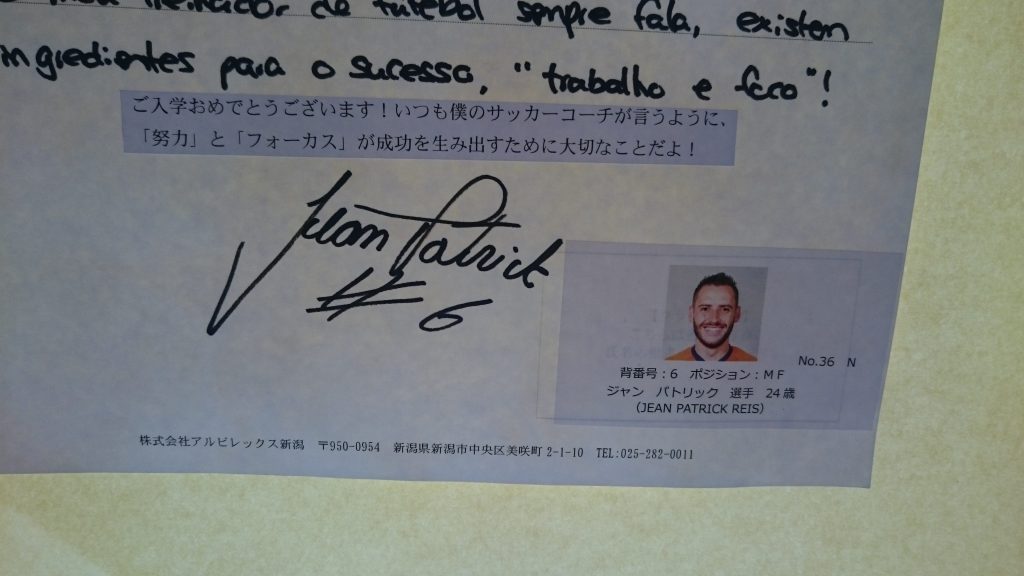 treinador de futebol sempre fala, existem
ingredientes para o sucesso, "trabalho e foco"!
ご入学おめでとうございます！いつも僕のサッカーコーチが言うように、
「努力」と「フォーカス」が成功を生み出すために大切なことだよ！
Jean Patrick
#6
No.36 N
背番号：6 ポジション：ＭＦ
ジャン パトリック 選手 24歳
（JEAN PATRICK REIS）
株式会社アルビレックス新潟 〒950-0954 新潟県新潟市中央区美咲町2-1-10 TEL:025-282-0011